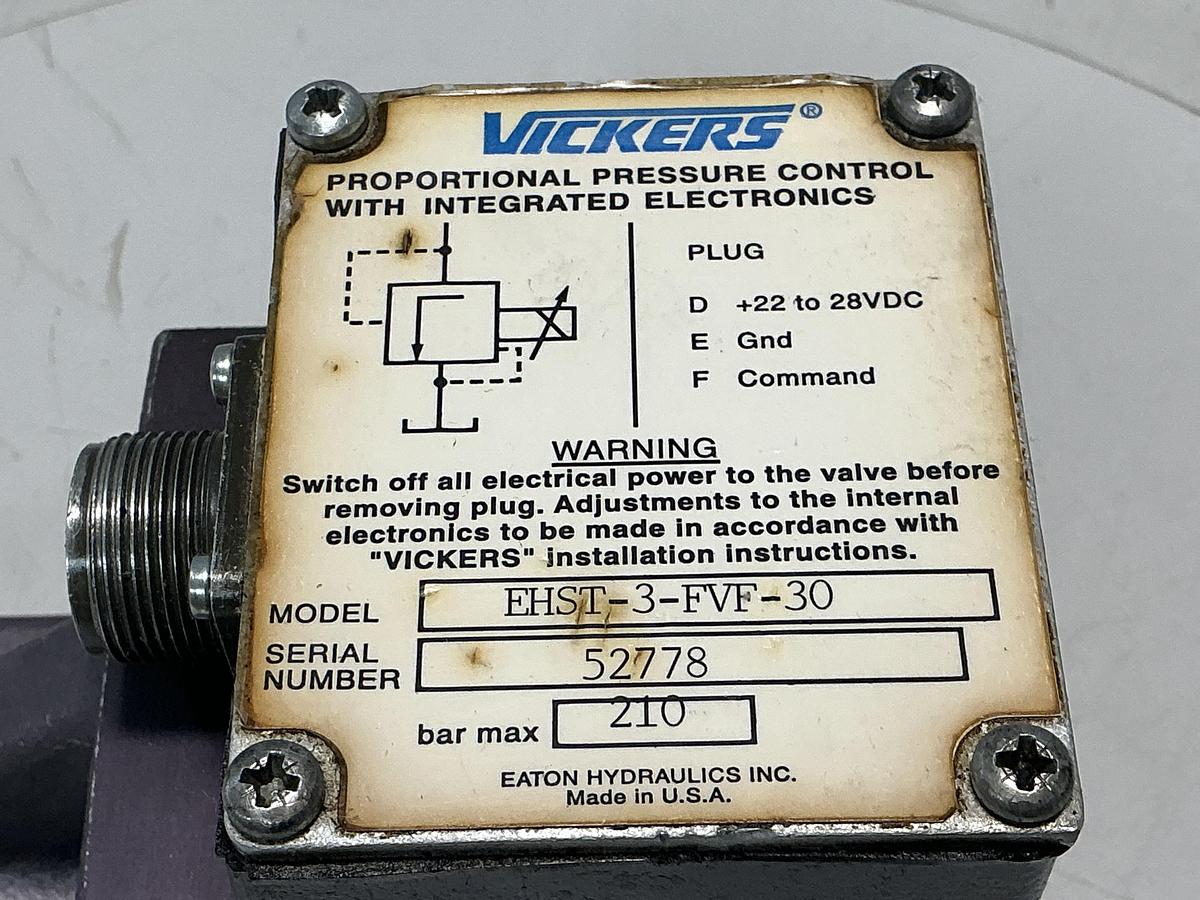 VICKERS®
PROPORTIONAL PRESSURE CONTROL
WITH INTEGRATED ELECTRONICS
PLUG
D +22 to 28VDC
E Gnd
F Command
WARNING
Switch off all electrical power to the valve before
removing plug. Adjustments to the internal
electronics to be made in accordance with
"VICKERS" installation instructions.
MODEL EHST-3-FVF-30
SERIAL
NUMBER 52778
bar max 210
EATON HYDRAULICS INC.
Made in U.S.A.